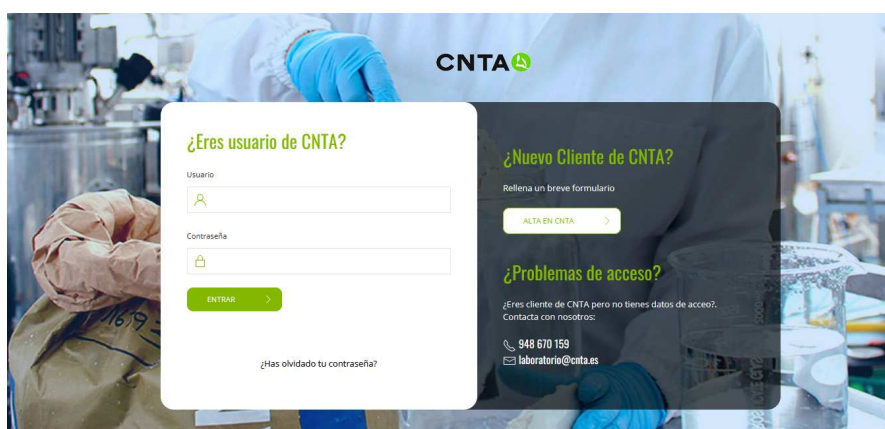 CNTA
¿Eres usuario de CNTA?
Usuario
Contraseña
ENTRAR
¿Has olvidado tu contraseña?
¿Nuevo Cliente de CNTA?
Rellena un breve formulario
ALTA EN CNTA
¿Problemas de acceso?
¿Eres cliente de CNTA pero no tienes datos de acceo?.
Contacta con nosotros:
948 670 159
laboratorio@cnta.es